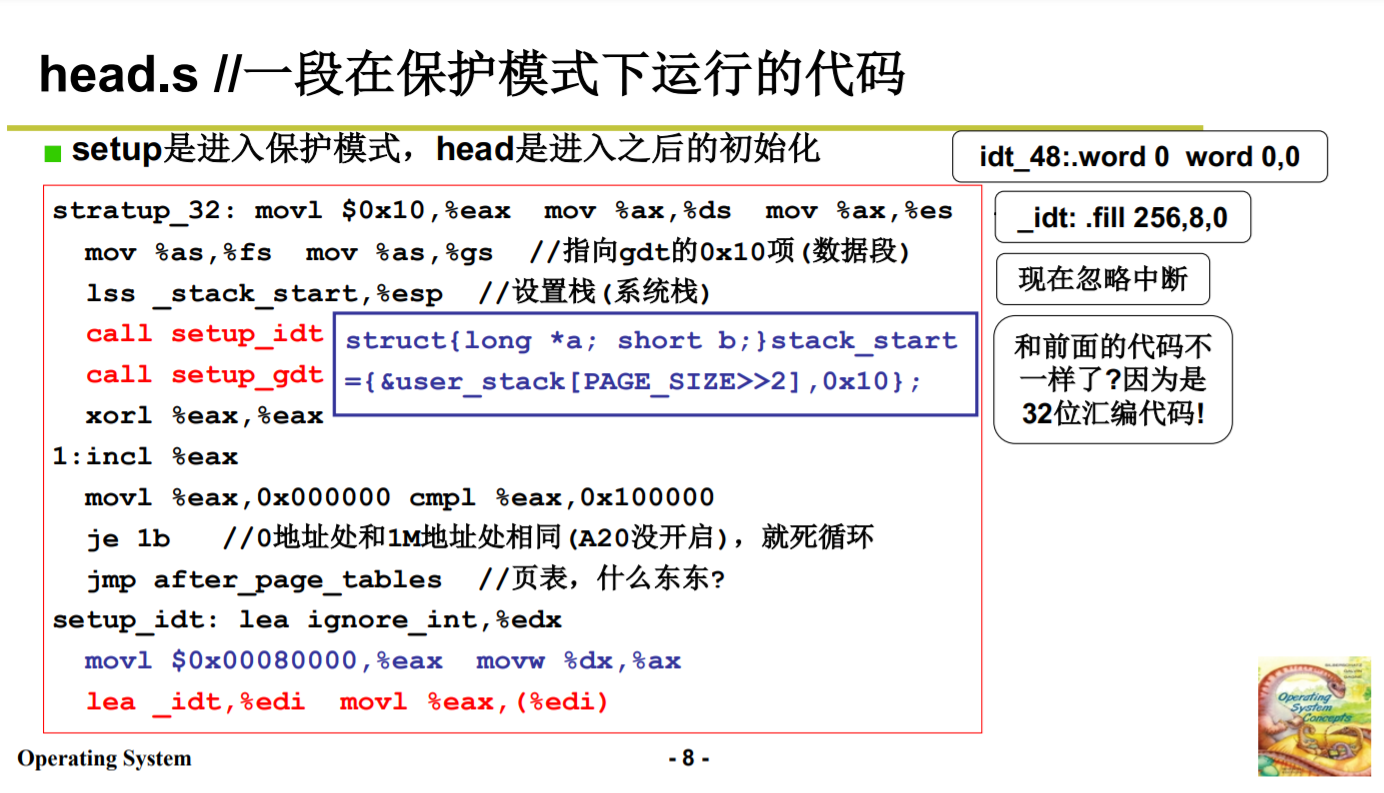 head.s //一段在保护模式下运行的代码
setup是进入保护模式，head是进入之后的初始化
idt_48:.word 0 word 0,0
_idt: .fill 256,8,0
现在忽略中断
和前面的代码不
一样了?因为是
32位汇编代码!
stratup_32: movl $0x10,%eax mov %ax,%ds mov %ax,%es
mov %as,%fs mov %as,%gs //指向gdt的0x10项(数据段)
lss _stack_start,%esp //设置栈(系统栈)
call setup_idt
call setup_gdt
struct{long *a; short b;}stack_start
={&user_stack[PAGE_SIZE>>2],0x10};
xorl %eax,%eax
1:incl %eax
movl %eax,0x000000 cmpl %eax,0x100000
je 1b //0地址处和1M地址处相同(A20没开启)，就死循环
jmp after_page_tables //页表，什么东东?
setup_idt: lea ignore_int,%edx
movl $0x00080000,%eax movw %dx,%ax
lea _idt,%edi movl %eax,(%edi)
Operating System
- 8 -
Operating
System
Concepts